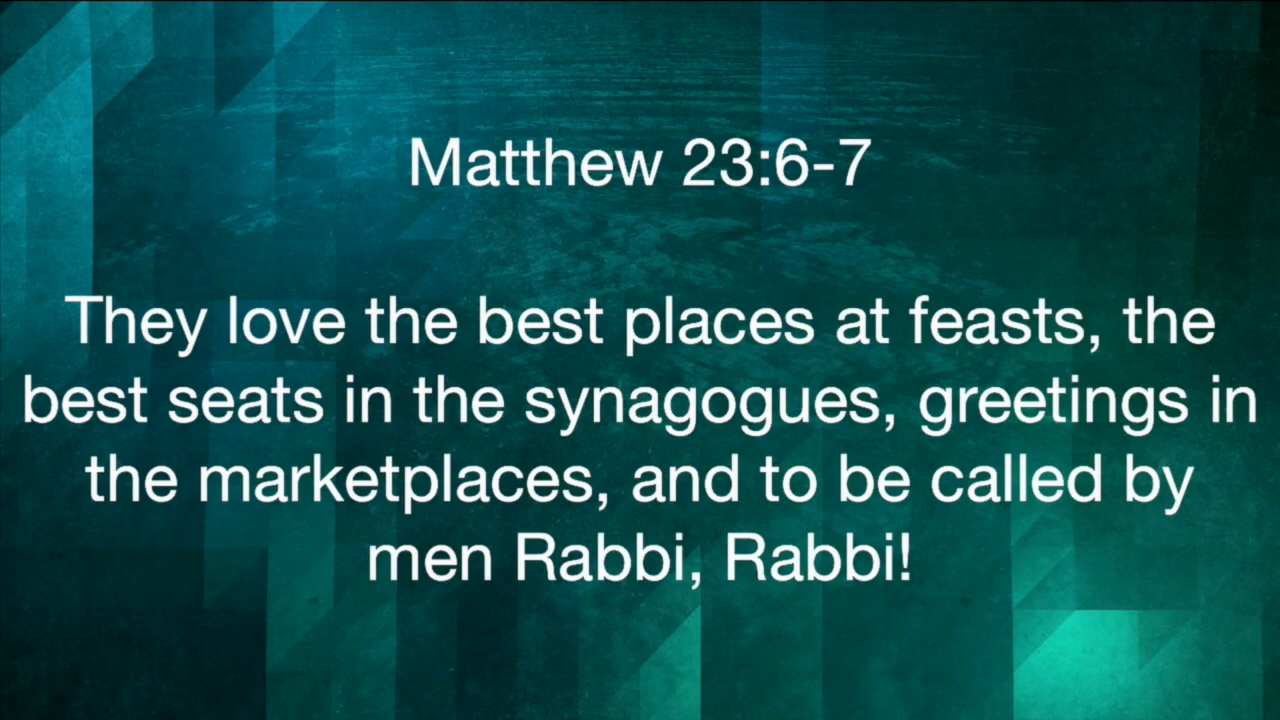 Matthew 23:6-7
They love the best places at feasts, the
best seats in the synagogues, greetings in
the marketplaces, and to be called by
men Rabbi, Rabbi!